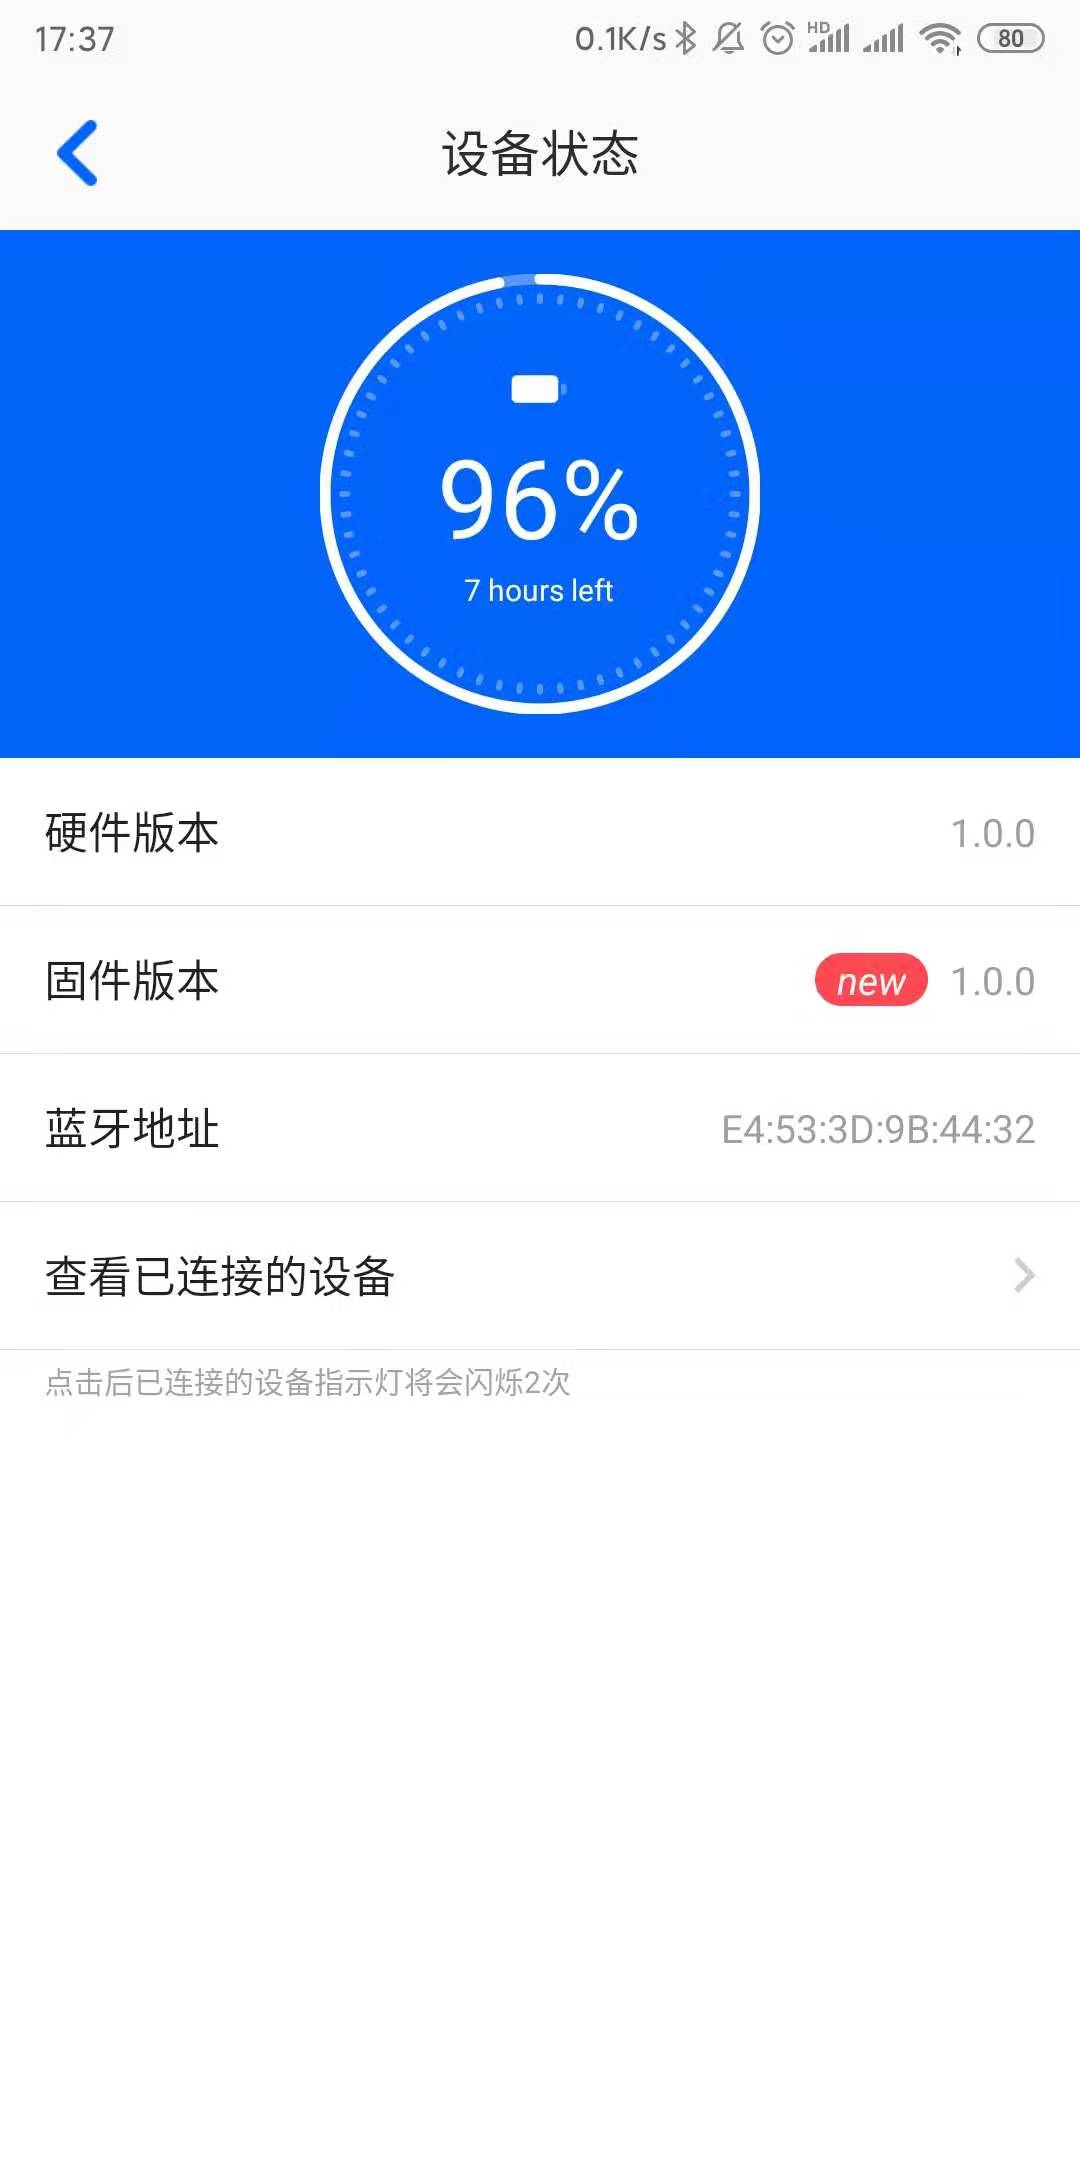 17:37 0.1K/s HD 80
设备状态
96%
7 hours left
硬件版本 1.0.0
固件版本 new 1.0.0
蓝牙地址 E4:53:3D:9B:44:32
查看已连接的设备
点击后已连接的设备指示灯将会闪烁2次